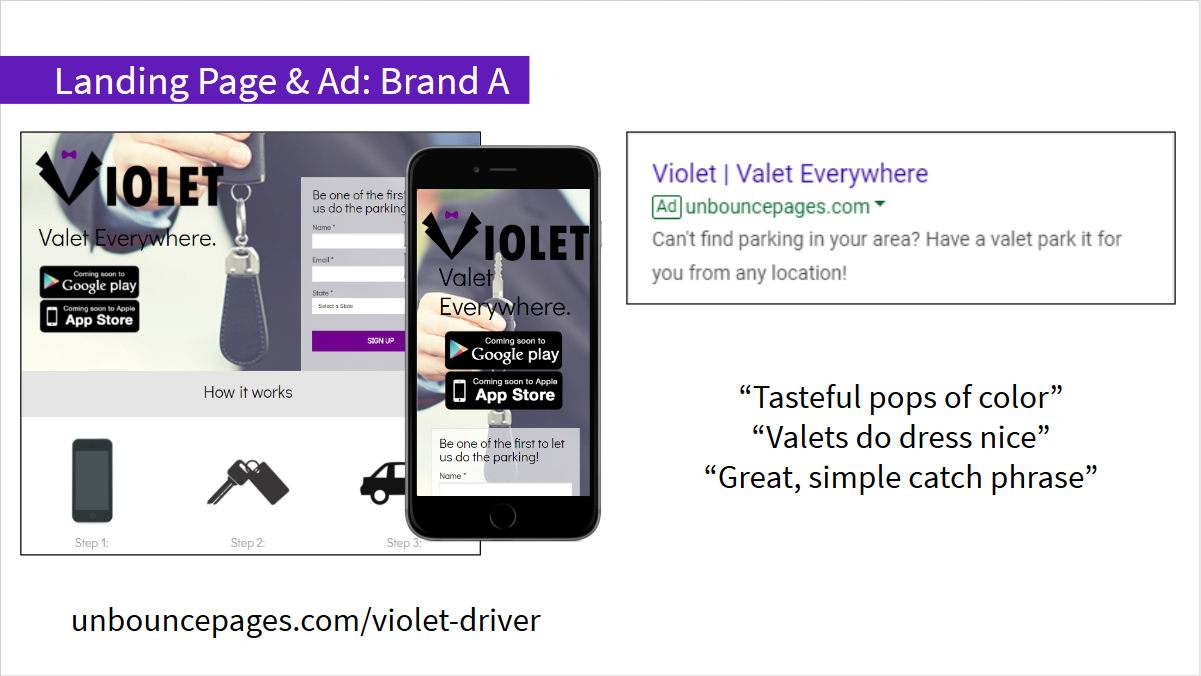 Landing Page & Ad: Brand A
VIOLET
Valet Everywhere.
Coming soon to
Google play
Coming soon to Apple
App Store
Be one of the first
us do the parking
Name *
Email *
State *
Select a State
SIGN UP
How it works
Step 1:
Step 2:
Step 3:
VIOLET
Valet
Everywhere.
Coming soon to
Google play
Coming soon to Apple
App Store
Be one of the first to let
us do the parking!
Name *
Violet | Valet Everywhere
Ad unbouncepages.com
Can't find parking in your area? Have a valet park it for
you from any location!
“Tasteful pops of color”
“Valets do dress nice”
“Great, simple catch phrase”
unbouncepages.com/violet-driver